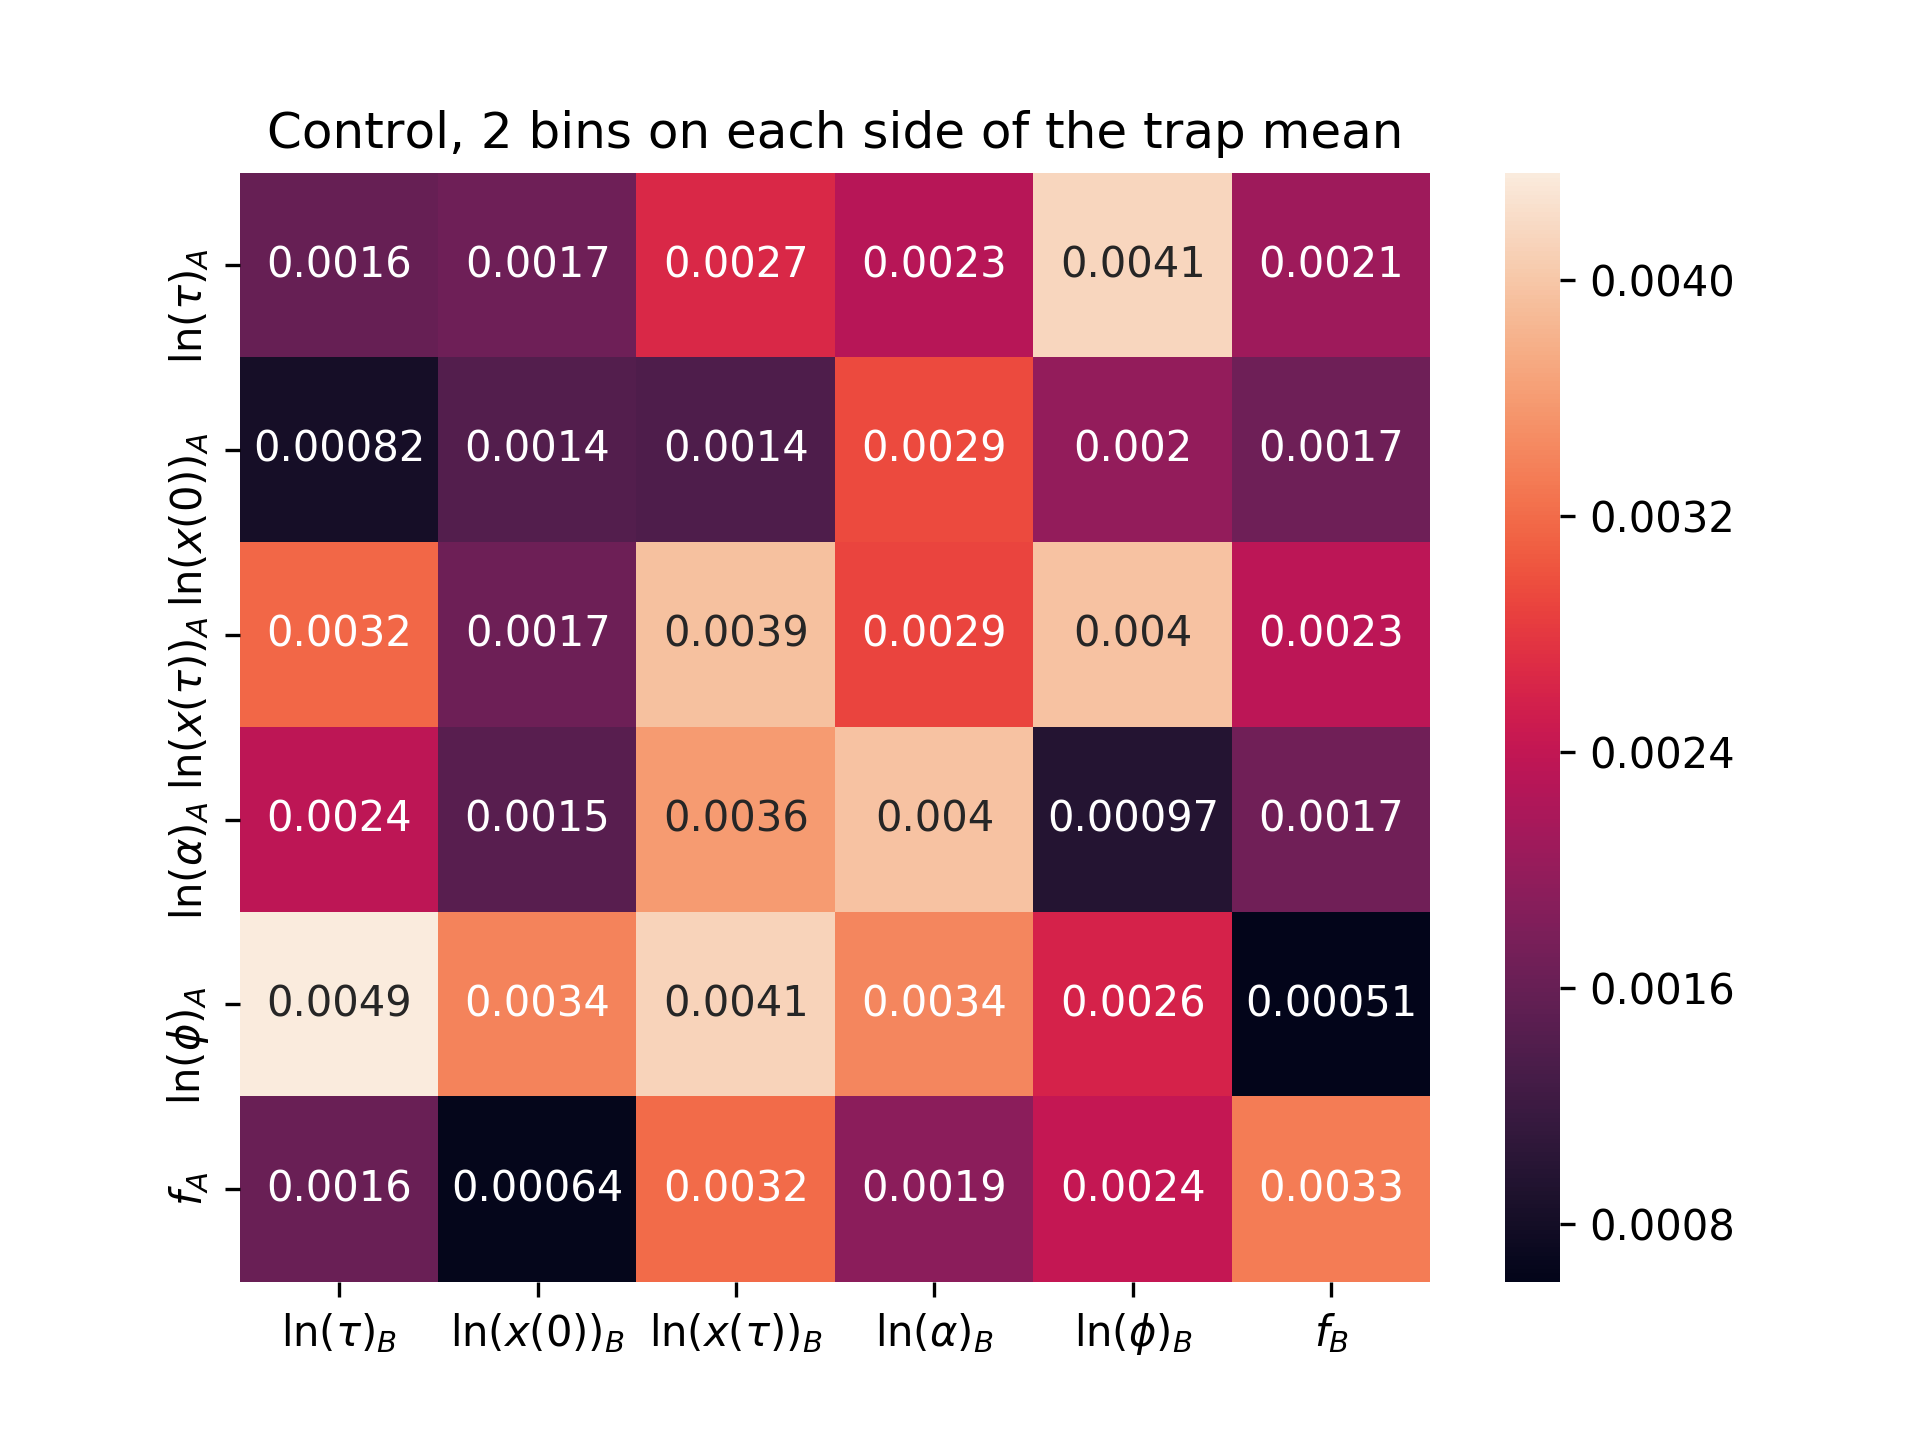 Control, 2 bins on each side of the trap mean
ln(τ)A 0.0016 0.0017 0.0027 0.0023 0.0041 0.0021
ln(x(0))A 0.00082 0.0014 0.0014 0.0029 0.002 0.0017
ln(x(τ))A 0.0032 0.0017 0.0039 0.0029 0.004 0.0023
ln(α)A 0.0024 0.0015 0.0036 0.004 0.00097 0.0017
ln(ϕ)A 0.0049 0.0034 0.0041 0.0034 0.0026 0.00051
fA 0.0016 0.00064 0.0032 0.0019 0.0024 0.0033
ln(τ)B ln(x(0))B ln(x(τ))B ln(α)B ln(ϕ)B fB
0.0040
0.0032
0.0024
0.0016
0.0008